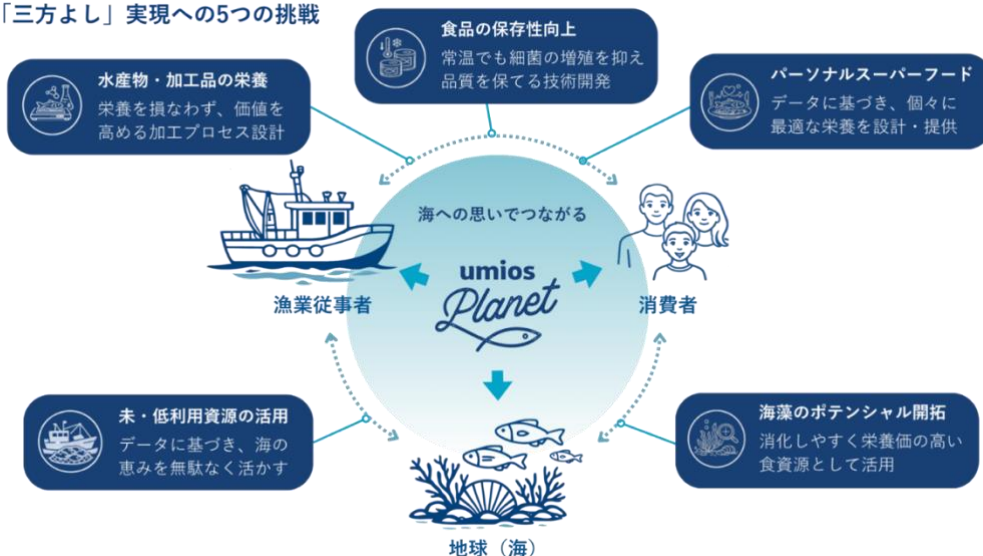 「三方よし」実現への5つの挑戦
食品の保存性向上
常温でも細菌の増殖を抑え
品質を保てる技術開発
水産物・加工品の栄養
栄養を損なわず、価値を
高める加工プロセス設計
パーソナルスーパーフード
データに基づき、個々に
最適な栄養を設計・提供
海への思いでつながる
umios
Planet
漁業従事者
消費者
未・低利用資源の活用
データに基づき、海の
恵みを無駄なく活かす
海藻のポテンシャル開拓
消化しやすく栄養価の高い
食資源として活用
地球（海）